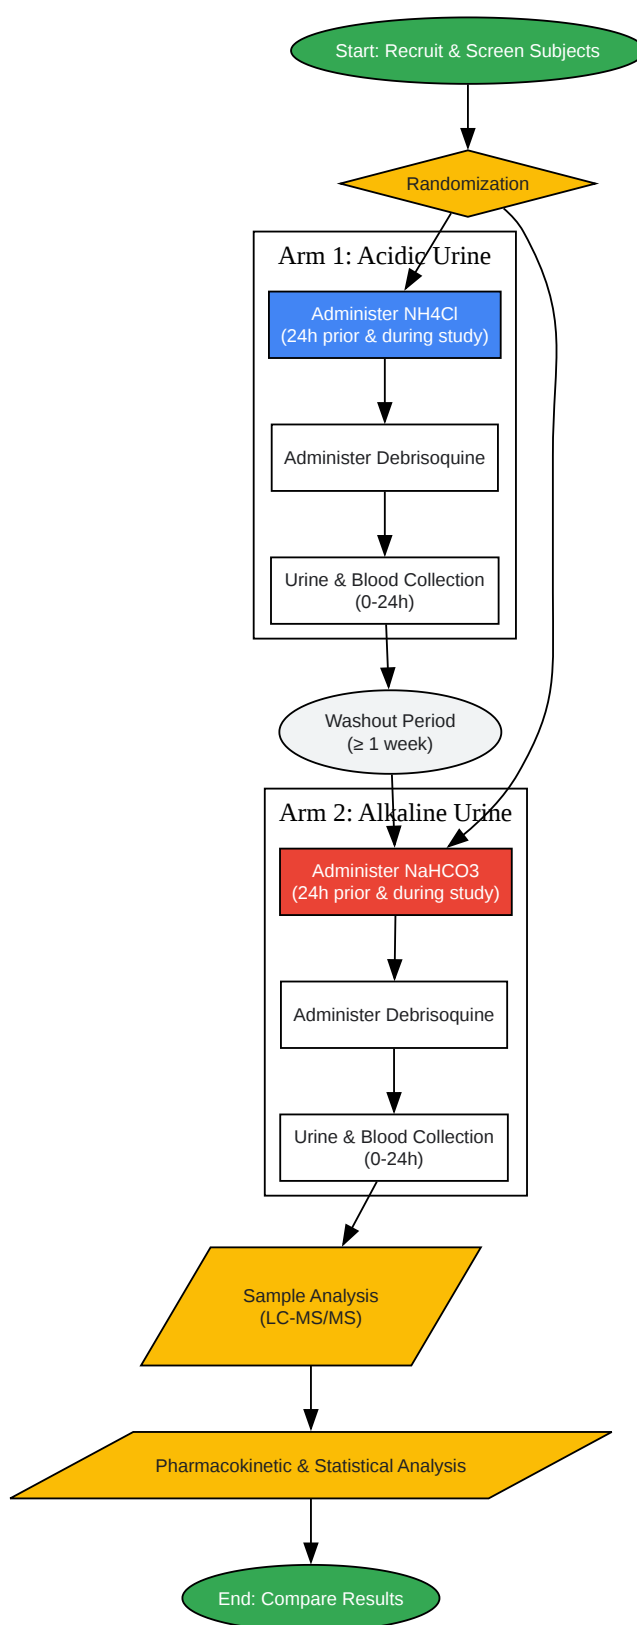 Start: Recruit & Screen Subjects
Randomization
Arm 1: Acidic Urine
Administer NH4Cl
(24h prior & during study)
Administer Debrisoquine
Urine & Blood Collection
(0-24h)
Washout Period
(≥ 1 week)
Arm 2: Alkaline Urine
Administer NaHCO3
(24h prior & during study)
Administer Debrisoquine
Urine & Blood Collection
(0-24h)
Sample Analysis
(LC-MS/MS)
Pharmacokinetic & Statistical Analysis
End: Compare Results